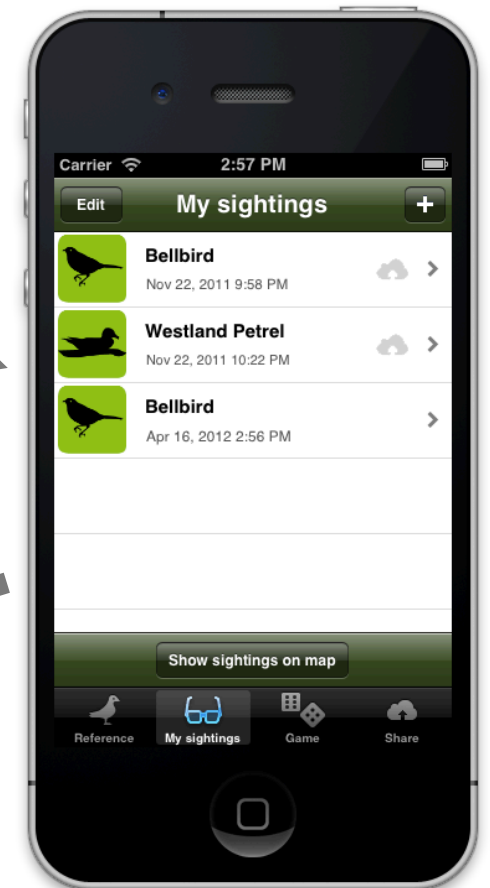 Carrier 2:57 PM
Edit My sightings +
Bellbird
Nov 22, 2011 9:58 PM
Westland Petrel
Nov 22, 2011 10:22 PM
Bellbird
Apr 16, 2012 2:56 PM
Show sightings on map
Reference My sightings Game Share